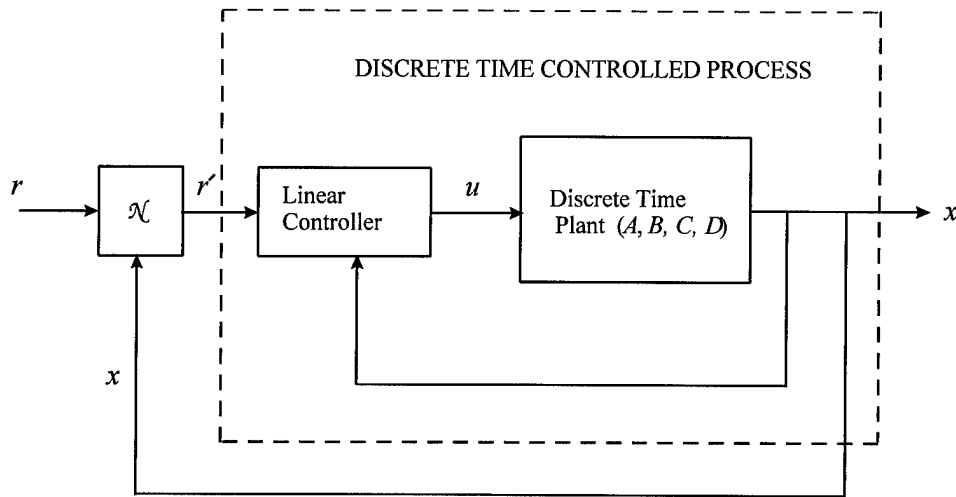 DISCRETE TIME CONTROLLED PROCESS
r
𝒩
r′
Linear
Controller
u
Discrete Time
Plant (A, B, C, D)
x
x